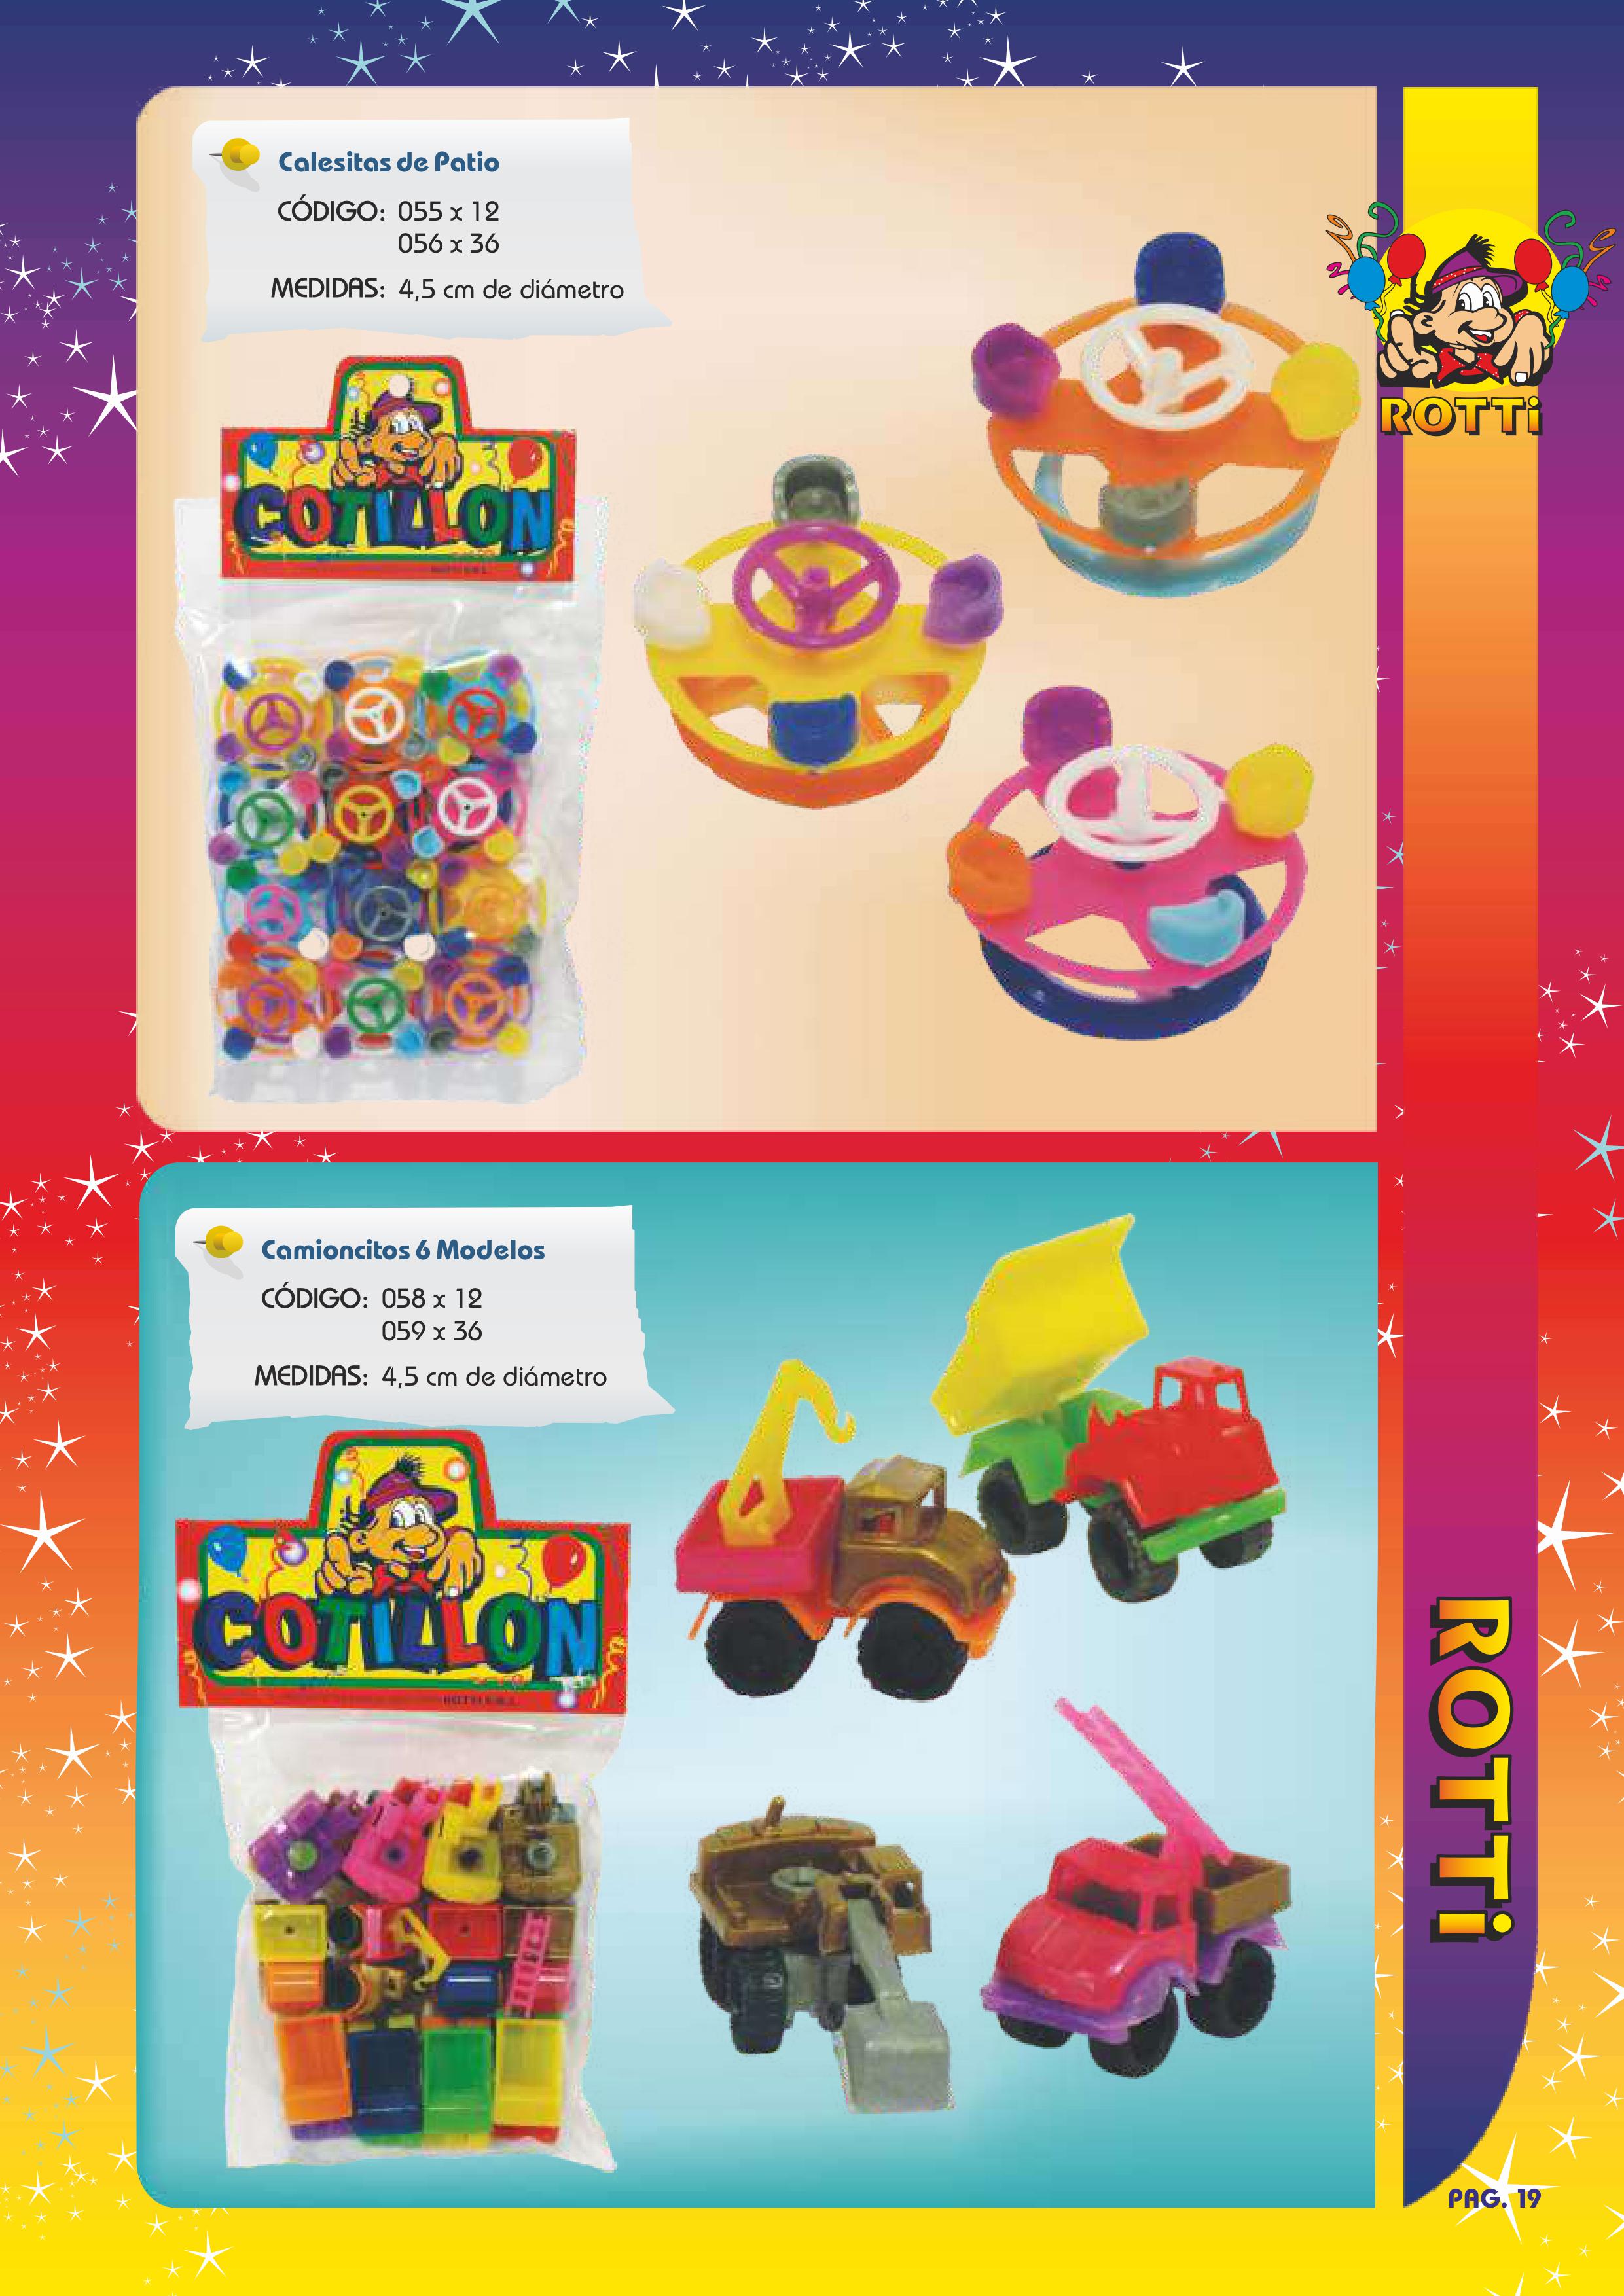 Calesitas de Patio
CÓDIGO: 055 x 12
056 x 36
MEDIDAS: 4,5 cm de diámetro
ROTTi
COTILLON
Camioncitos 6 Modelos
CÓDIGO: 058 x 12
059 x 36
MEDIDAS: 4,5 cm de diámetro
COTILLON
ROTTi
PAG. 19